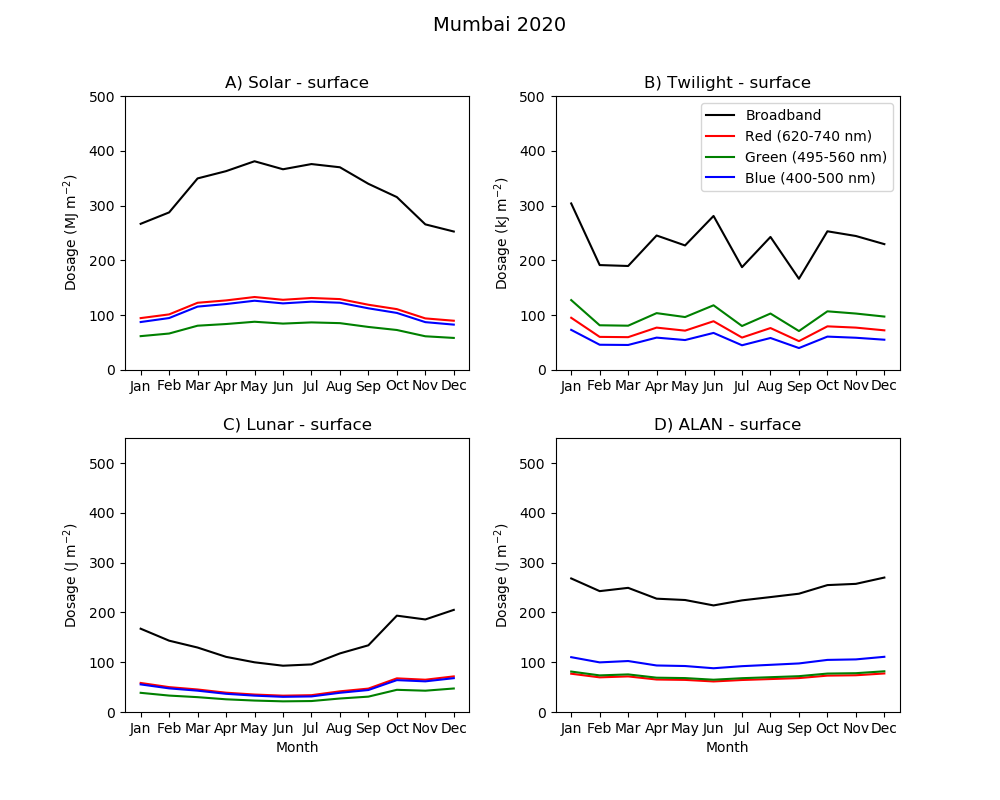 Mumbai 2020
A) Solar - surface
500
400
300
200
100
0
Dosage (MJ m⁻²)
Jan Feb Mar Apr May Jun Jul Aug Sep Oct Nov Dec
B) Twilight - surface
500
400
300
200
100
0
Dosage (kJ m⁻²)
Broadband
Red (620-740 nm)
Green (495-560 nm)
Blue (400-500 nm)
Jan Feb Mar Apr May Jun Jul Aug Sep Oct Nov Dec
C) Lunar - surface
500
400
300
200
100
0
Dosage (J m⁻²)
Jan Feb Mar Apr May Jun Jul Aug Sep Oct Nov Dec
Month
D) ALAN - surface
500
400
300
200
100
0
Dosage (J m⁻²)
Jan Feb Mar Apr May Jun Jul Aug Sep Oct Nov Dec
Month